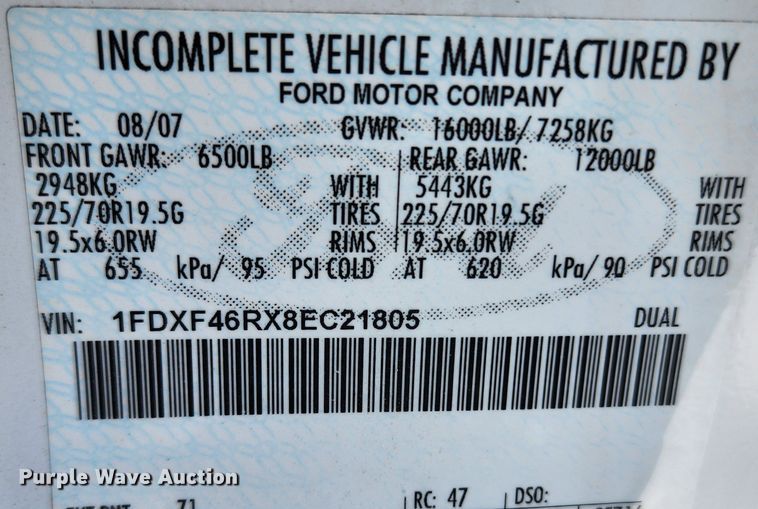 INCOMPLETE VEHICLE MANUFACTURED BY
FORD MOTOR COMPANY
DATE: 08/07 GVWR: 16000LB/ 7258KG
FRONT GAWR: 6500LB REAR GAWR: 12000LB
2948KG WITH 5443KG WITH
225/70R19.5G TIRES 225/70R19.5G TIRES
19.5x6.0RW RIMS 19.5x6.0RW RIMS
AT 655 kPa/ 95 PSI COLD AT 620 kPa/ 90 PSI COLD
VIN: 1FDXF46RX8EC21805 DUAL
Purple Wave Auction
71 RC: 47 DSO: